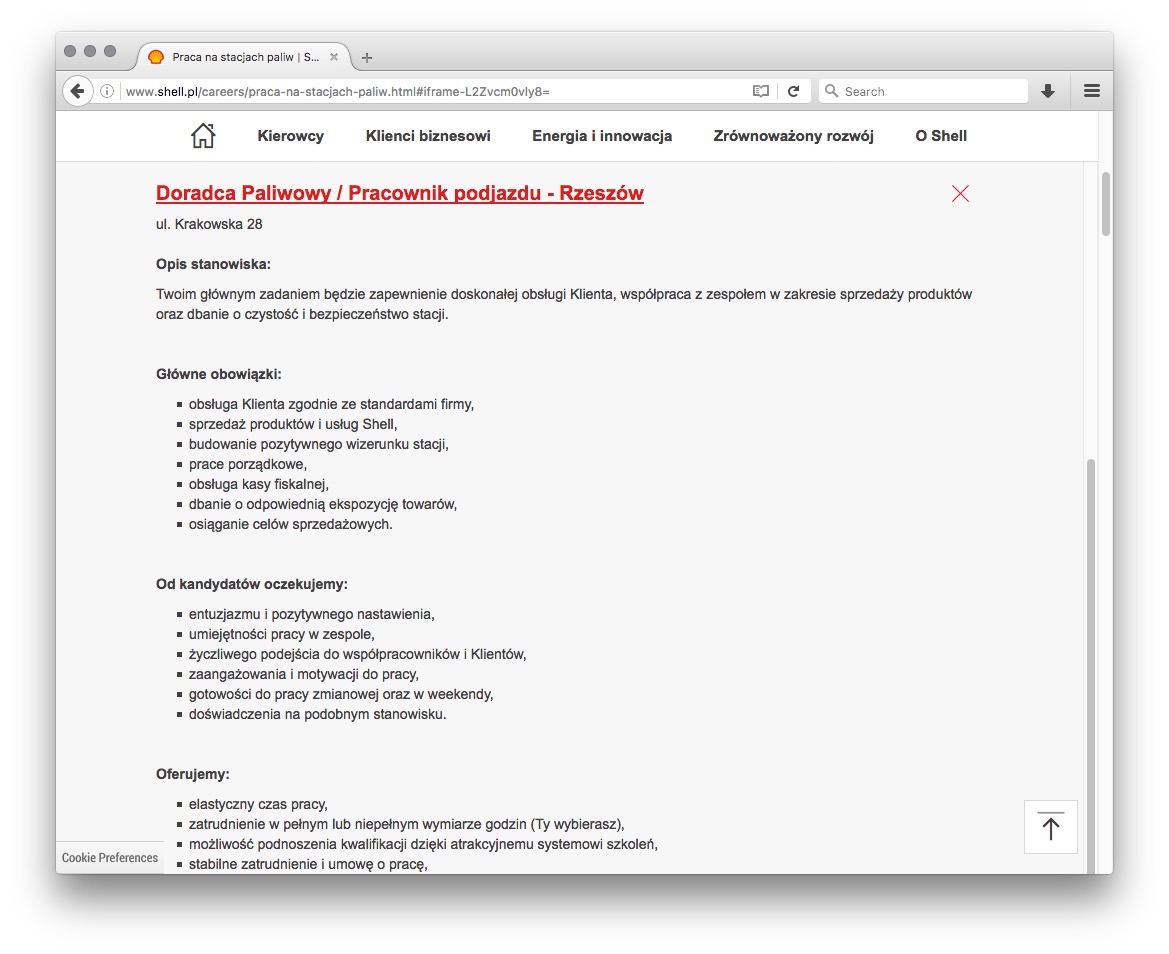 Praca na stacjach paliw | S...
www.shell.pl/careers/praca-na-stacjach-paliw.html#iframe-L2Zvcm0vIy8=
Search
Kierowcy
Klienci biznesowi
Energia i innowacja
Zrównoważony rozwój
O Shell
Doradca Paliwowy / Pracownik podjazdu - Rzeszów
ul. Krakowska 28
Opis stanowiska:
Twoim głównym zadaniem będzie zapewnienie doskonałej obsługi Klienta, współpraca z zespołem w zakresie sprzedaży produktów
oraz dbanie o czystość i bezpieczeństwo stacji.
Główne obowiązki:
obsługa Klienta zgodnie ze standardami firmy,
sprzedaż produktów i usług Shell,
budowanie pozytywnego wizerunku stacji,
prace porządkowe,
obsługa kasy fiskalnej,
dbanie o odpowiednią ekspozycję towarów,
osiąganie celów sprzedażowych.
Od kandydatów oczekujemy:
entuzjazmu i pozytywnego nastawienia,
umiejętności pracy w zespole,
życzliwego podejścia do współpracowników i Klientów,
zaangażowania i motywacji do pracy,
gotowości do pracy zmianowej oraz w weekendy,
doświadczenia na podobnym stanowisku.
Oferujemy:
elastyczny czas pracy,
zatrudnienie w pełnym lub niepełnym wymiarze godzin (Ty wybierasz),
możliwość podnoszenia kwalifikacji dzięki atrakcyjnemu systemowi szkoleń,
stabilne zatrudnienie i umowę o pracę,
Cookie Preferences